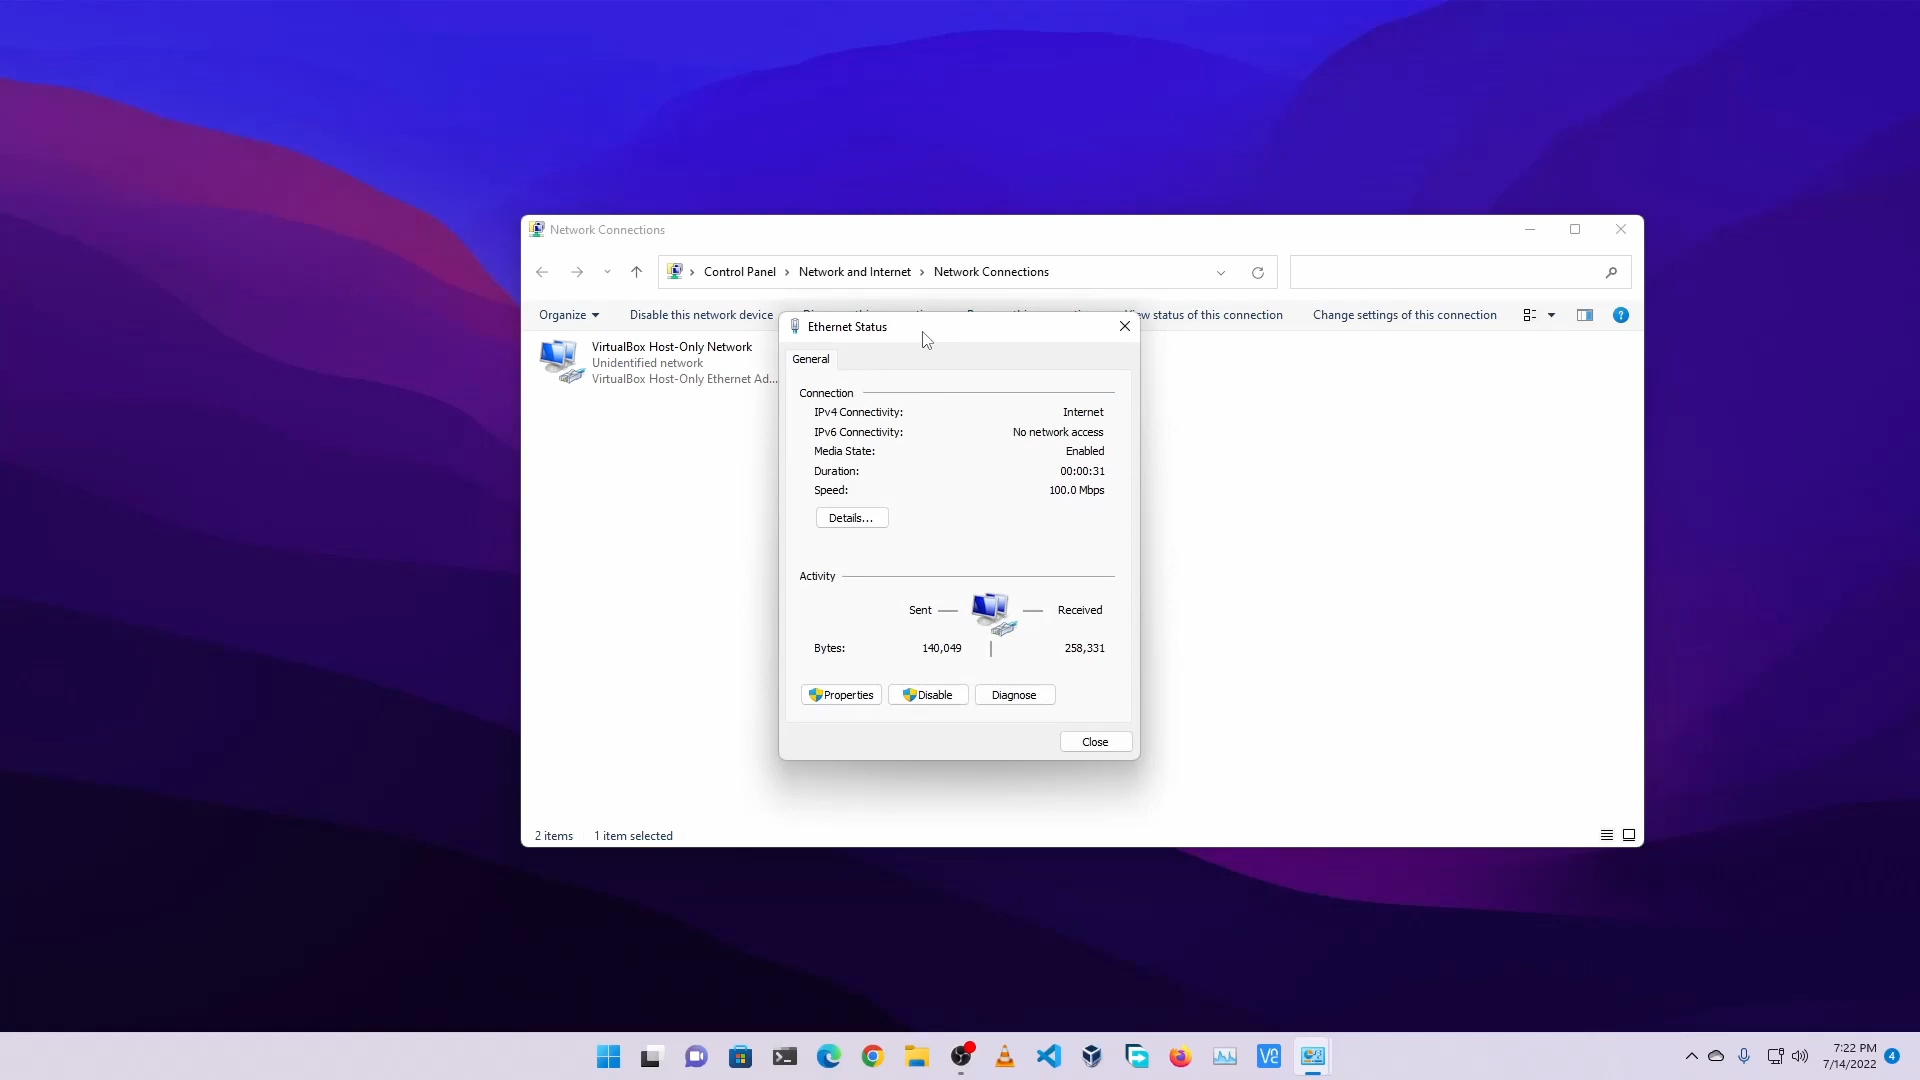 Network Connections
Control Panel > Network and Internet > Network Connections
Organize Disable this network device View status of this connection Change settings of this connection
VirtualBox Host-Only Network
Unidentified network
VirtualBox Host-Only Ethernet Ad...
Ethernet Status
General
Connection
IPv4 Connectivity: Internet
IPv6 Connectivity: No network access
Media State: Enabled
Duration: 00:00:31
Speed: 100.0 Mbps
Details...
Activity
Sent Received
Bytes: 140,049 258,331
Properties Disable Diagnose
Close
2 items 1 item selected
7:22 PM
7/14/2022 4